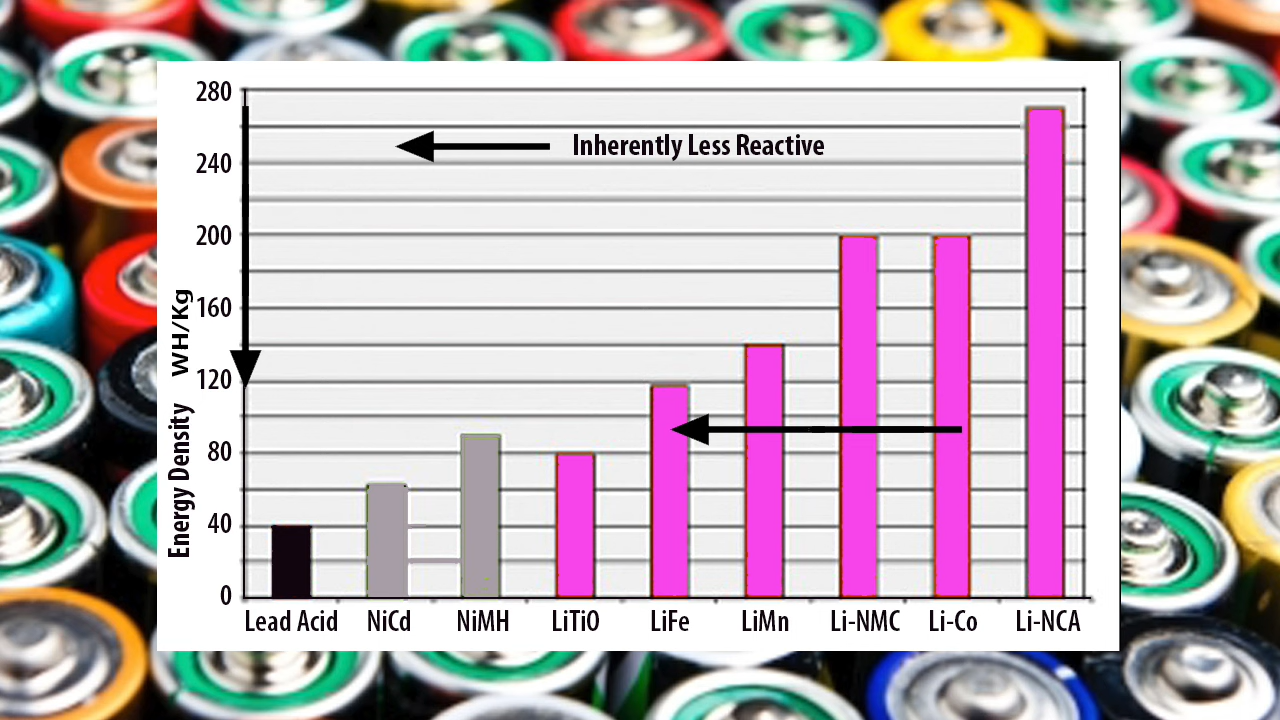 280
240
200
160
120
80
40
0
Energy Density WH/Kg
Inherently Less Reactive
Lead Acid NiCd NiMH LiTiO LiFe LiMn Li-NMC Li-Co Li-NCA